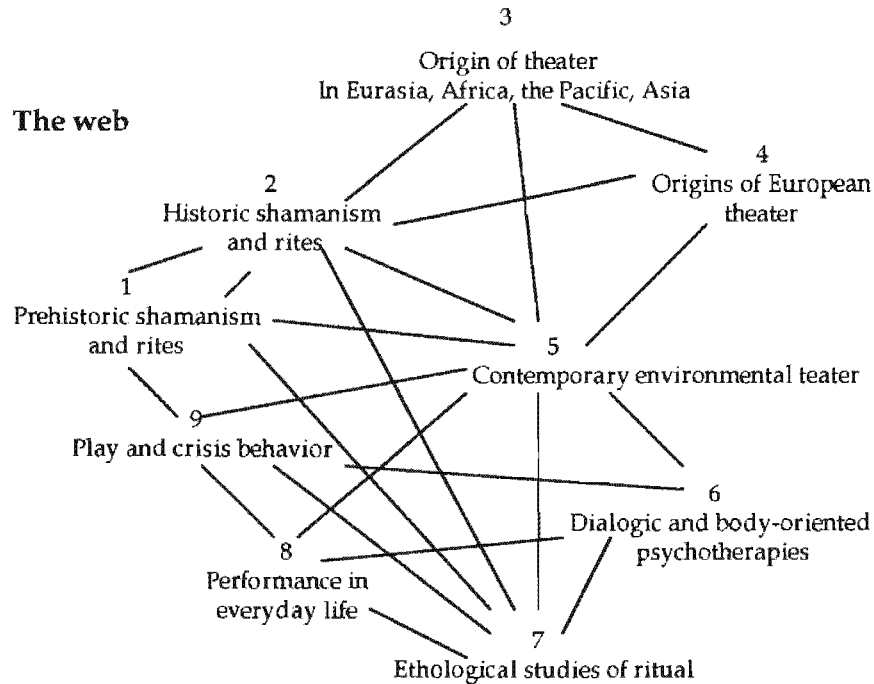 3
Origin of theater
In Eurasia, Africa, the Pacific, Asia
The web
4
Origins of European
theater
2
Historic shamanism
and rites
1
Prehistoric shamanism
and rites
5
Contemporary environmental teater
9
Play and crisis behavior
6
Dialogic and body-oriented
psychotherapies
8
Performance in
everyday life
7
Ethological studies of ritual